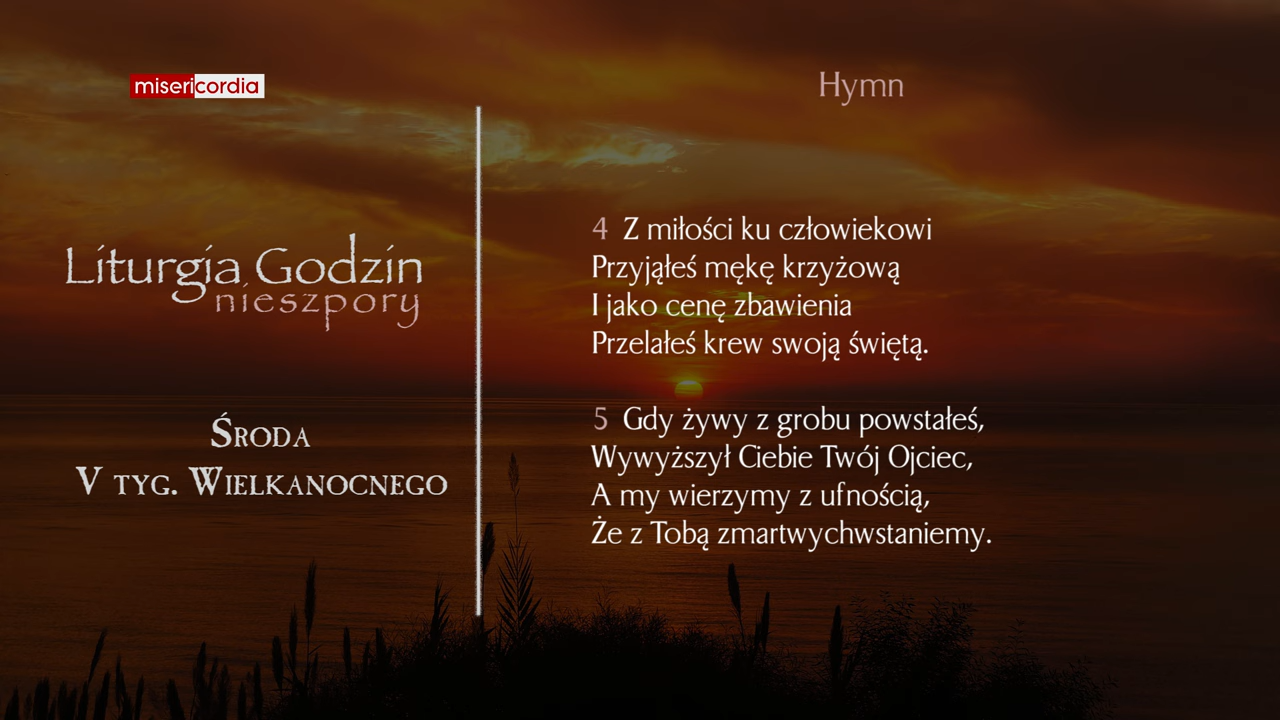 misericordia
Hymn
Liturgia Godzin
nieszpory
Środa
V tyg. Wielkanocnego
4 Z miłości ku człowiekowi
Przyjąłeś mękę krzyżową
I jako cenę zbawienia
Przelałeś krew swoją świętą.
5 Gdy żywy z grobu powstałeś,
Wywyższył Ciebie Twój Ojciec,
A my wierzymy z ufnością,
Że z Tobą zmartwychwstaniemy.